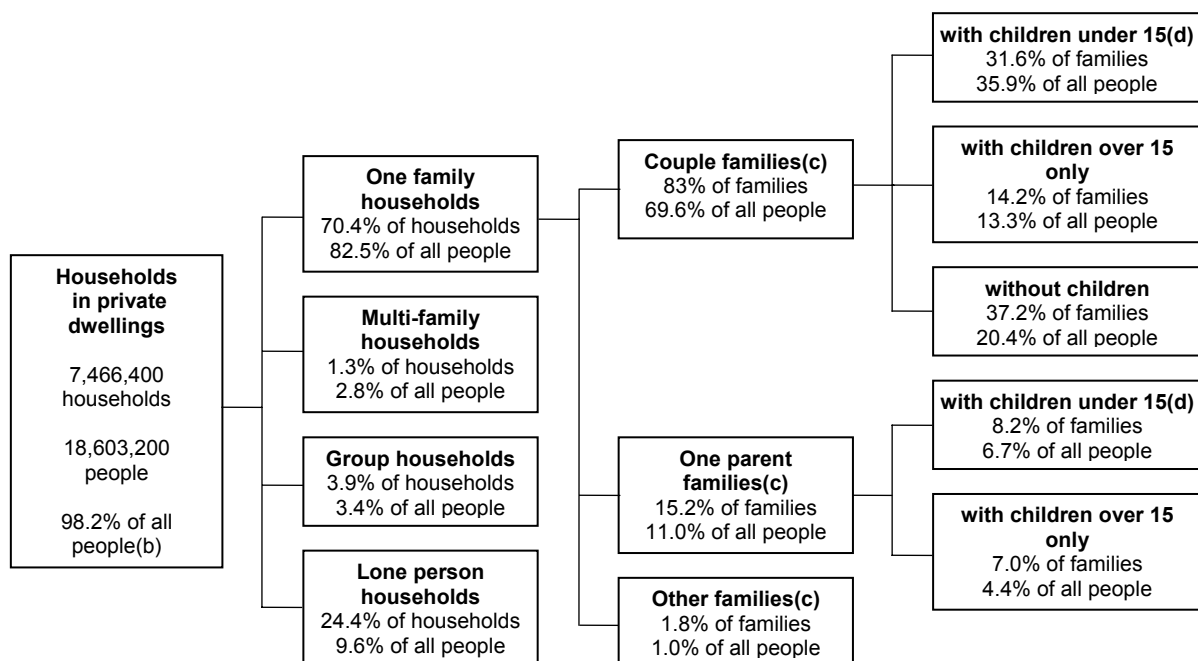 Households
in private
dwellings
7,466,400
households
18,603,200
people
98.2% of all
people(b)
One family
households
70.4% of households
82.5% of all people
Multi-family
households
1.3% of households
2.8% of all people
Group households
3.9% of households
3.4% of all people
Lone person
households
24.4% of households
9.6% of all people
Couple families(c)
83% of families
69.6% of all people
One parent
families(c)
15.2% of families
11.0% of all people
Other families(c)
1.8% of families
1.0% of all people
with children under 15(d)
31.6% of families
35.9% of all people
with children over 15
only
14.2% of families
13.3% of all people
without children
37.2% of families
20.4% of all people
with children under 15(d)
8.2% of families
6.7% of all people
with children over 15
only
7.0% of families
4.4% of all people